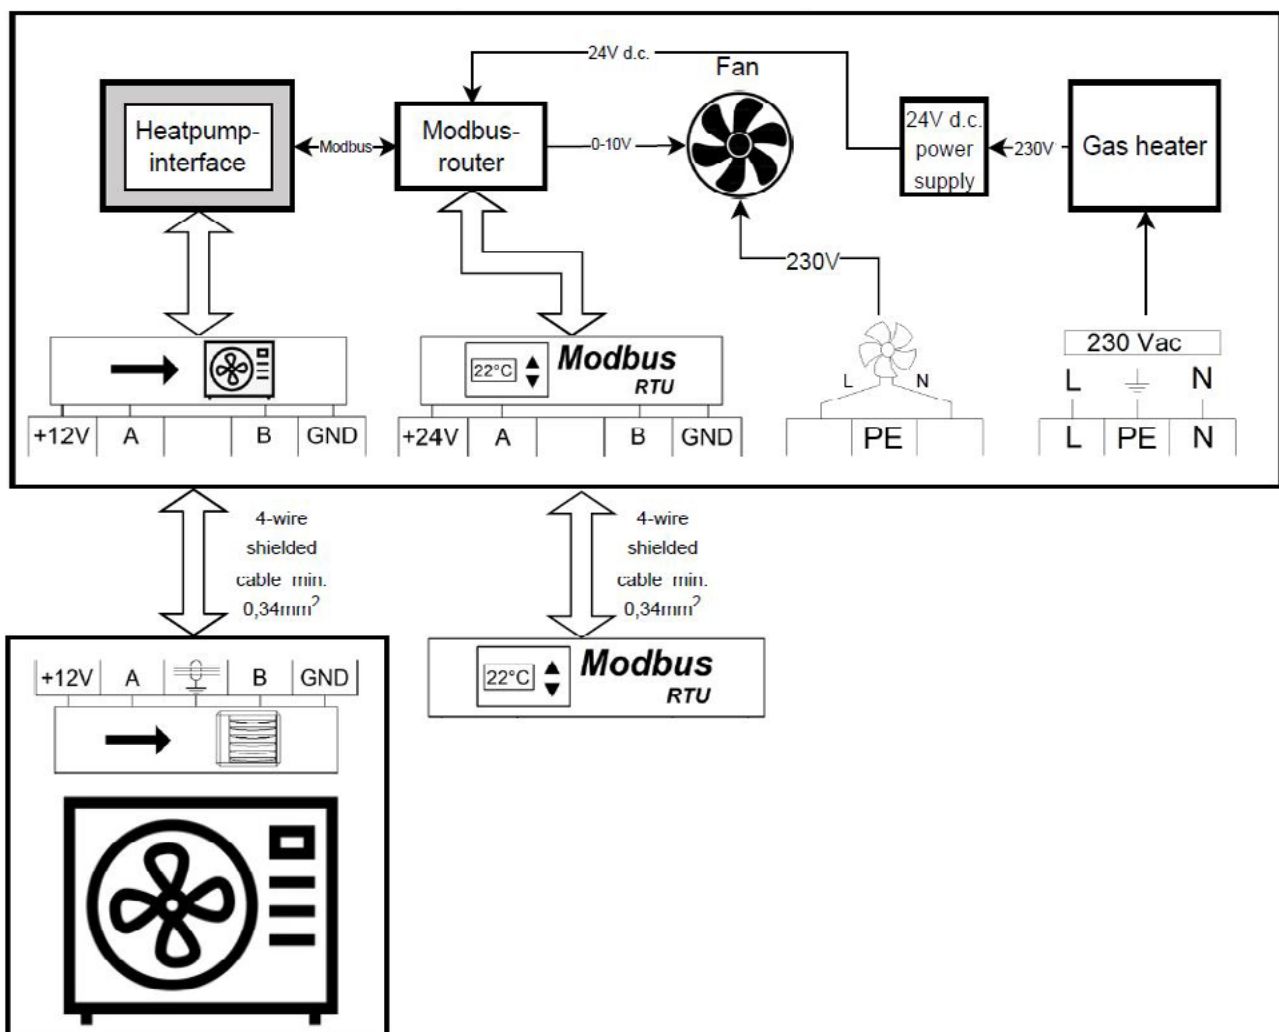 24V d.c.
Fan
Heatpump-
interface
Modbus
Modbus-
router
0-10V
24V d.c.
power
supply
230V
Gas heater
230V
22°C
Modbus
RTU
L
N
230 Vac
L
N
+12V
A
B
GND
+24V
A
B
GND
PE
L
PE
N
4-wire
shielded
cable min.
0,34mm²
4-wire
shielded
cable min.
0,34mm²
+12V
A
B
GND
22°C
Modbus
RTU